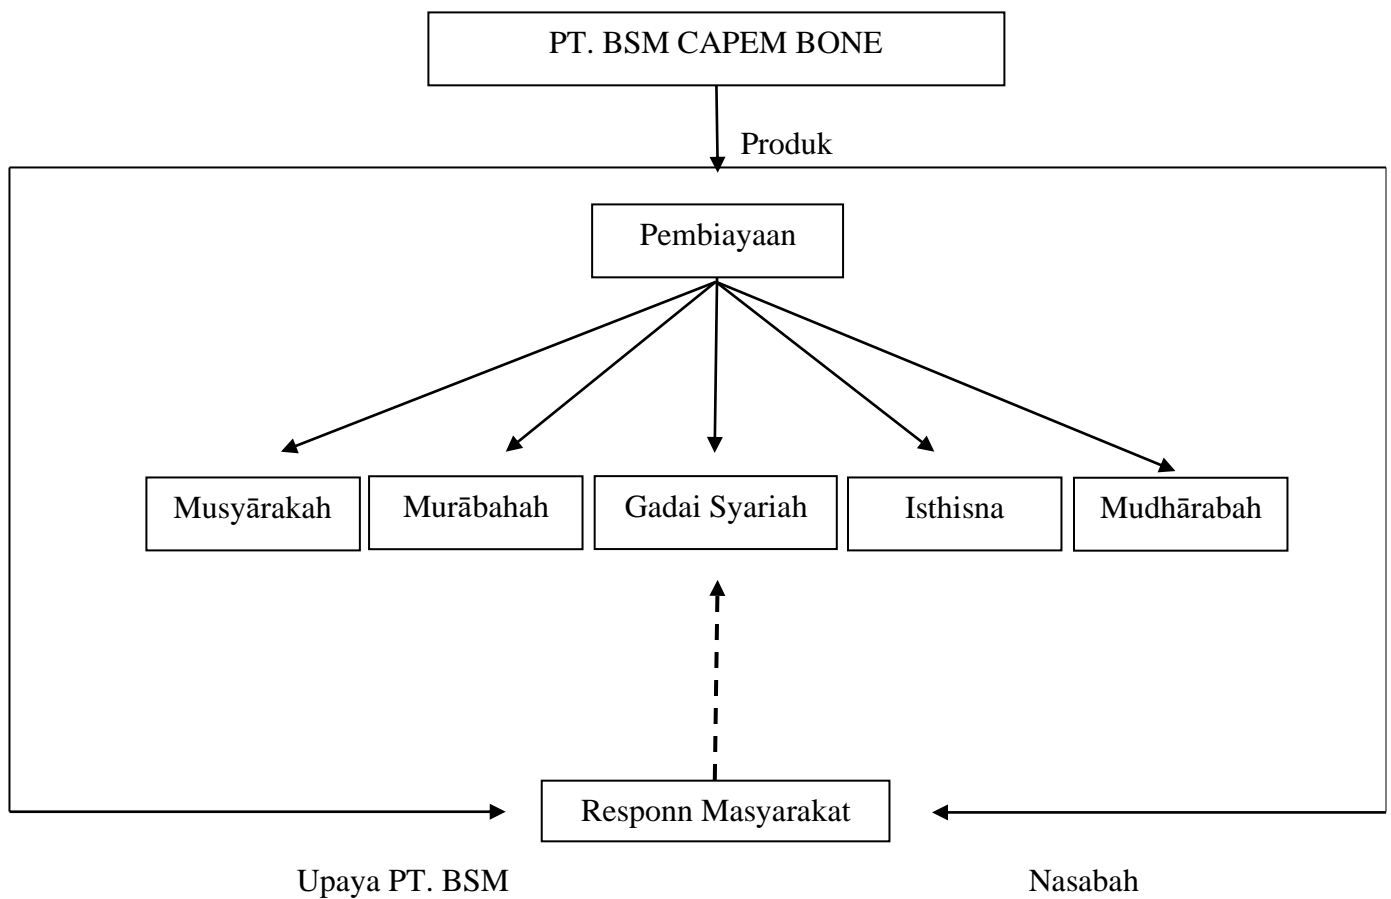 PT. BSM CAPEM BONE
Produk
Pembiayaan
Musyārakah
Murābahah
Gadai Syariah
Isthisna
Mudhārabah
Responn Masyarakat
Upaya PT. BSM
Nasabah